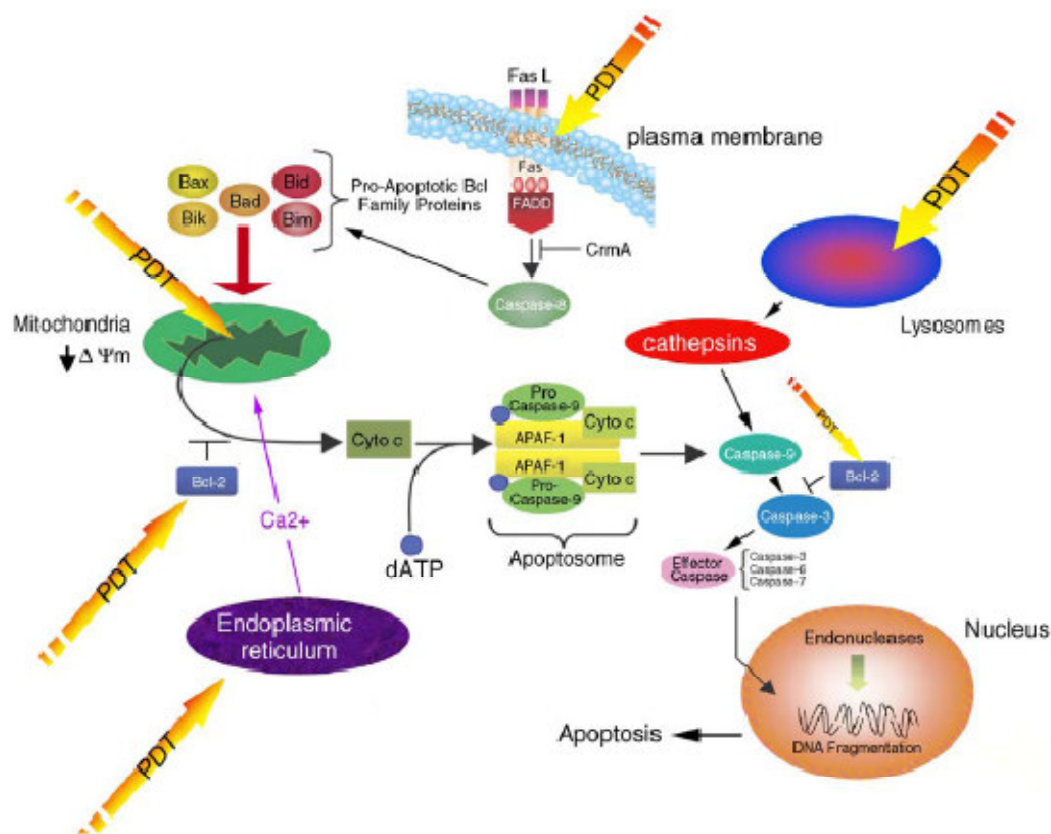 PDT
Fas L
PDT
plasma membrane
PDT
Bax
Bid
Bad
Bik
Bim
Pro-Apoptotic Bcl
Family Proteins
Fas
FADD
CrmA
PDT
Caspase-8
Mitochondria
↓ Δ Ψm
Lysosomes
cathepsins
Pro
Caspase-9
Cyto c
APAF-1
APAF-1
Cyto c
Pro-
Caspase-9
Cyto c
PDT
Caspase-9
Bcl-2
Bcl-2
Caspase-3
Ca2+
dATP
Apoptosome
Effector
Caspase
Caspase-3
Caspase-6
Caspase-7
PDT
Endoplasmic
reticulum
Nucleus
Endonucleases
DNA Fragmentation
Apoptosis
PDT